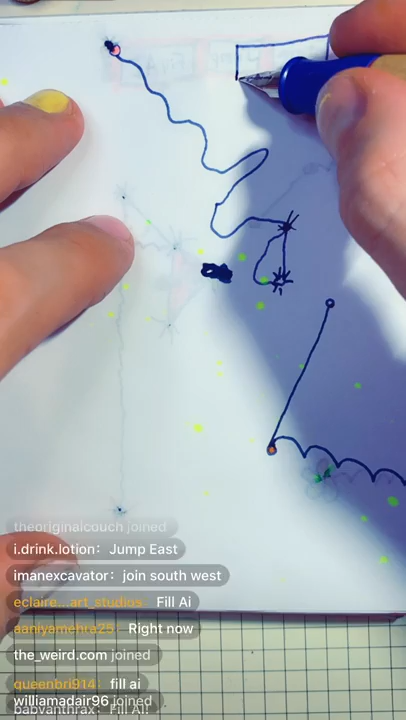 theoriginalcouch joined
i.drink.lotion: Jump East
imanexcavator: join south west
eclaire...art_studios: Fill Ai
aaniyamehra25: Right now
the_weird.com joined
queenbri914: fill ai
williamadair96 joined
babvanthrax: Fill AI!